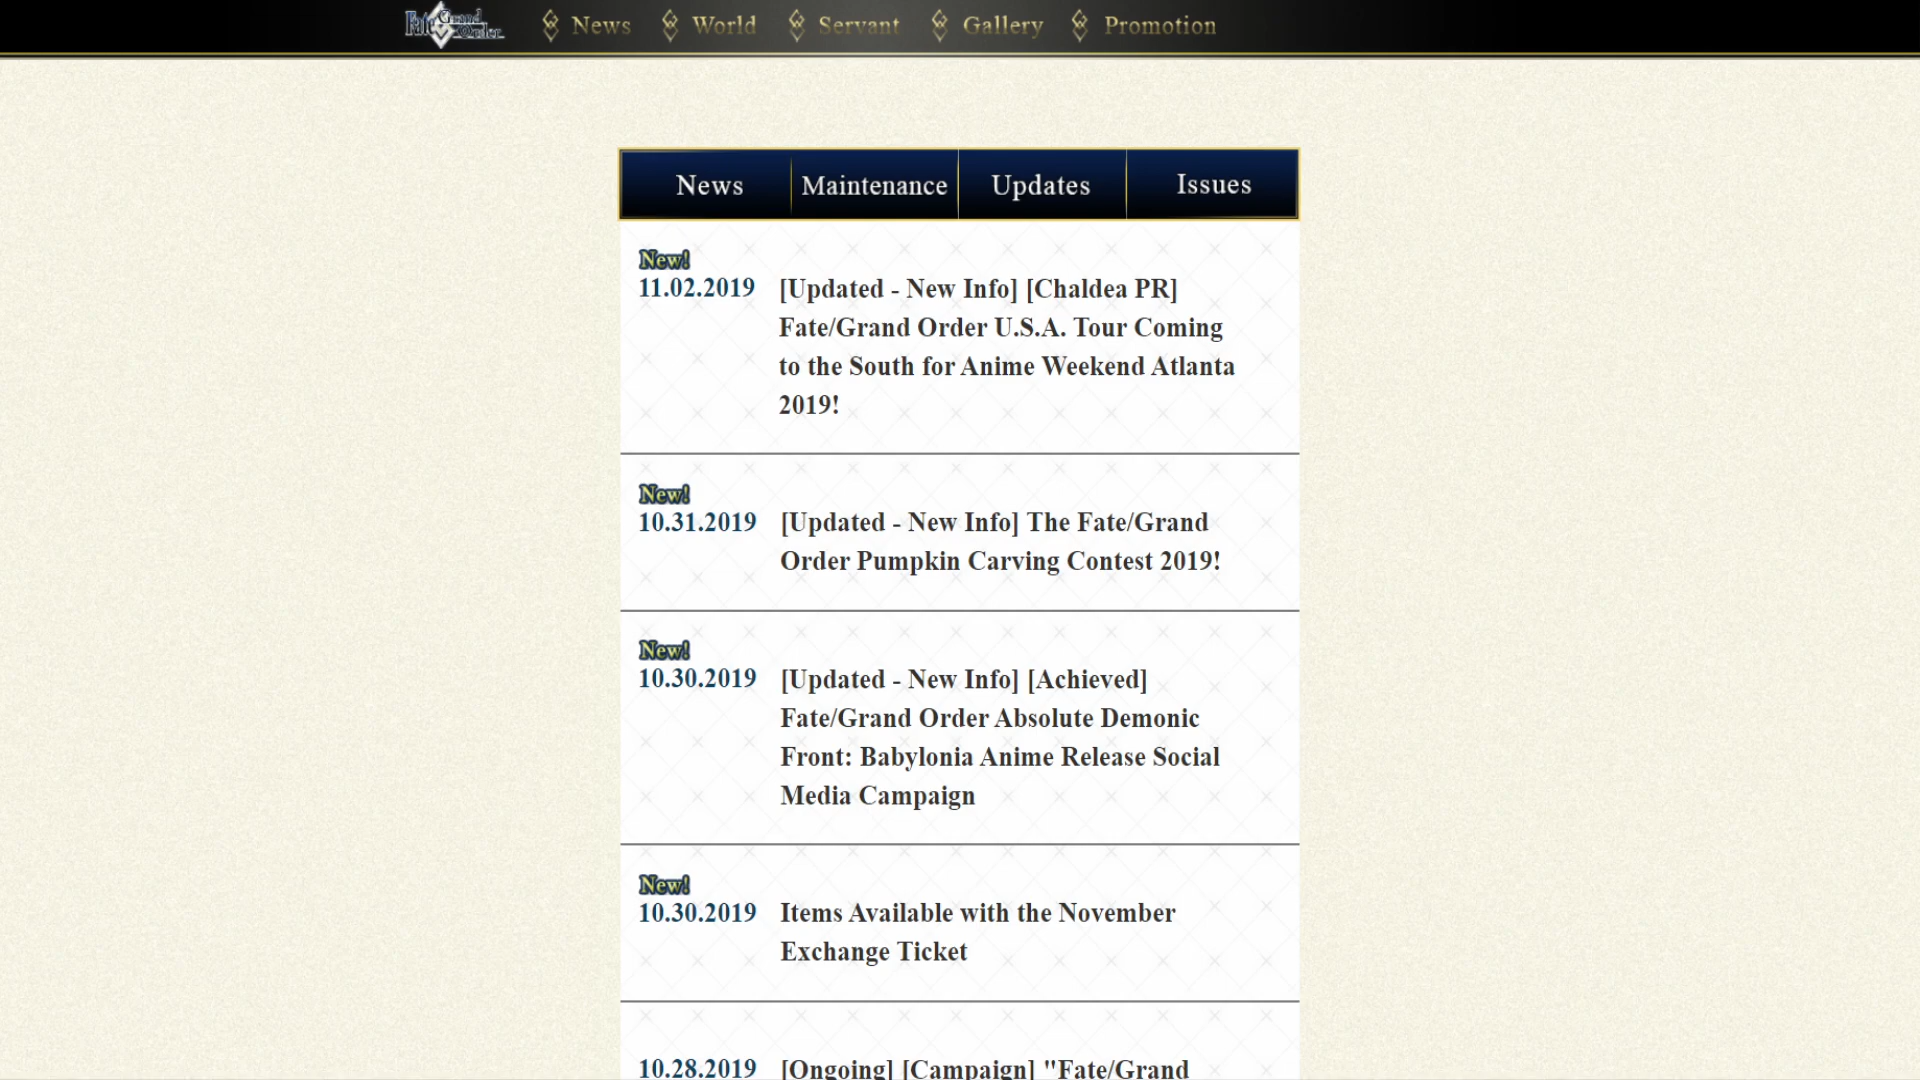 Fate Grand Order News World Servant Gallery Promotion
News Maintenance Updates Issues
New!
11.02.2019 [Updated - New Info] [Chaldea PR]
Fate/Grand Order U.S.A. Tour Coming
to the South for Anime Weekend Atlanta
2019!
New!
10.31.2019 [Updated - New Info] The Fate/Grand
Order Pumpkin Carving Contest 2019!
New!
10.30.2019 [Updated - New Info] [Achieved]
Fate/Grand Order Absolute Demonic
Front: Babylonia Anime Release Social
Media Campaign
New!
10.30.2019 Items Available with the November
Exchange Ticket
10.28.2019 [Ongoing] [Campaign] "Fate/Grand